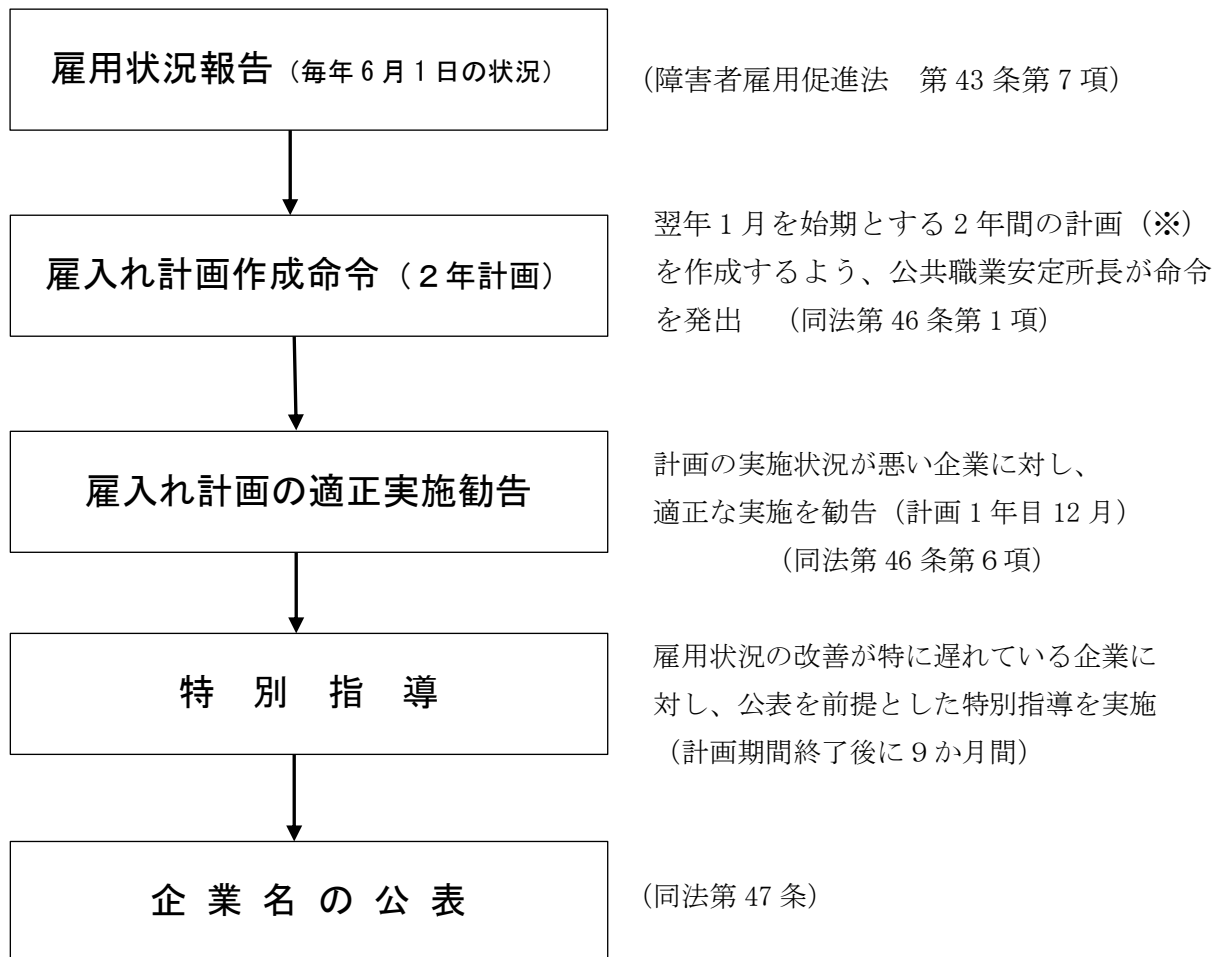 雇用状況報告（毎年6月1日の状況）
（障害者雇用促進法　第43条第7項）
雇入れ計画作成命令（２年計画）
翌年1月を始期とする2年間の計画（※）
を作成するよう、公共職業安定所長が命令
を発出　（同法第46条第1項）
雇入れ計画の適正実施勧告
計画の実施状況が悪い企業に対し、
適正な実施を勧告（計画1年目12月）
（同法第46条第６項）
特　別　指　導
雇用状況の改善が特に遅れている企業に
対し、公表を前提とした特別指導を実施
（計画期間終了後に９か月間）
企 業 名 の 公 表
（同法第47条）